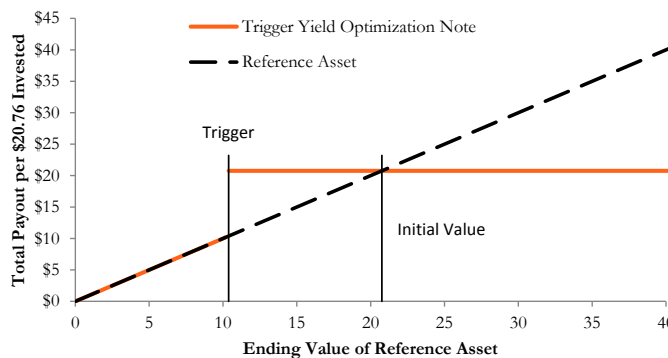 Trigger Yield Optimization Note
Reference Asset
$45
$40
$35
$30
$25
$20
$15
$10
$5
$0
Total Payout per $20.76 Invested
Trigger
Initial Value
0 5 10 15 20 25 30 35 40
Ending Value of Reference Asset